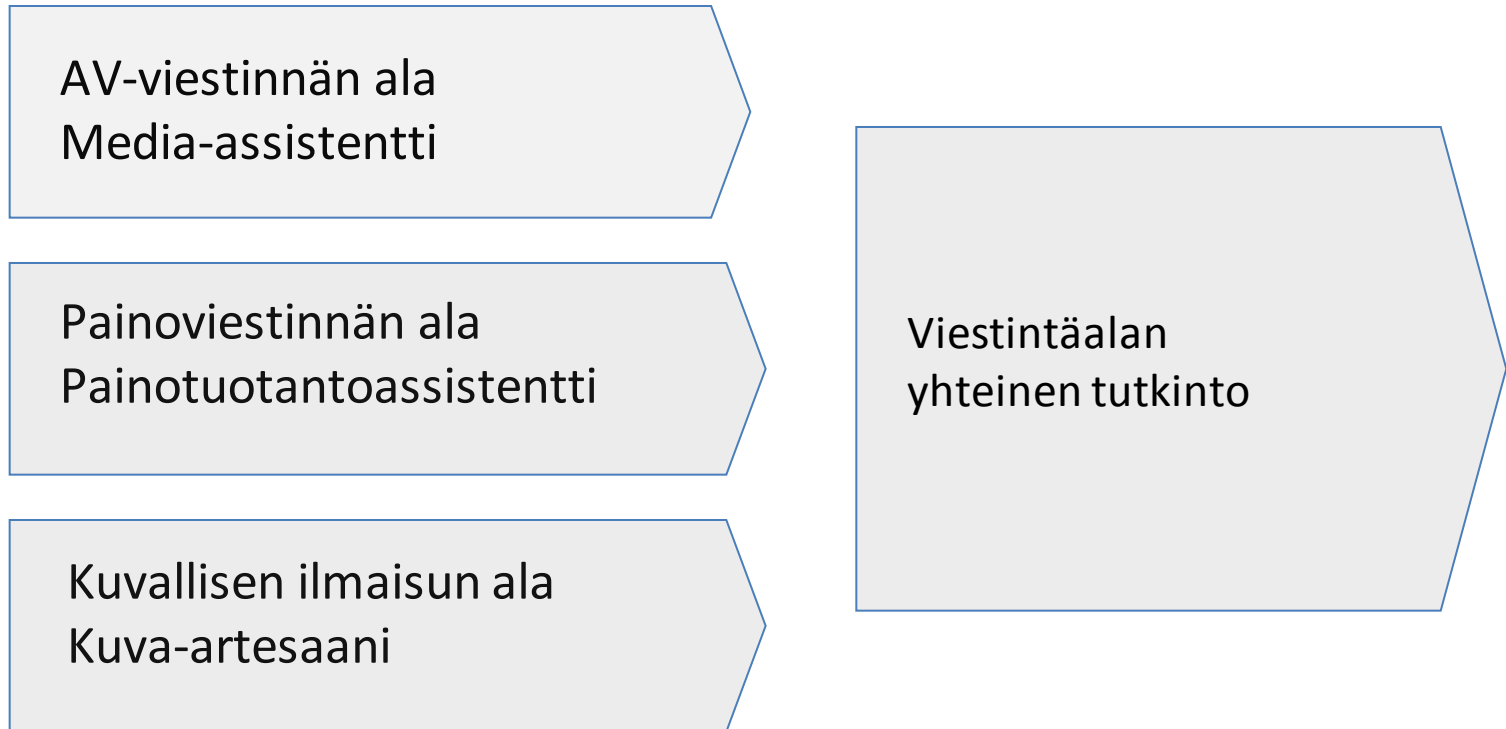 AV-viestinnän ala
Media-assistentti
Painoviestinnän ala
Painotuotantoassistentti
Kuvallisen ilmaisun ala
Kuva-artesaani
Viestintäalan
yhteinen tutkinto